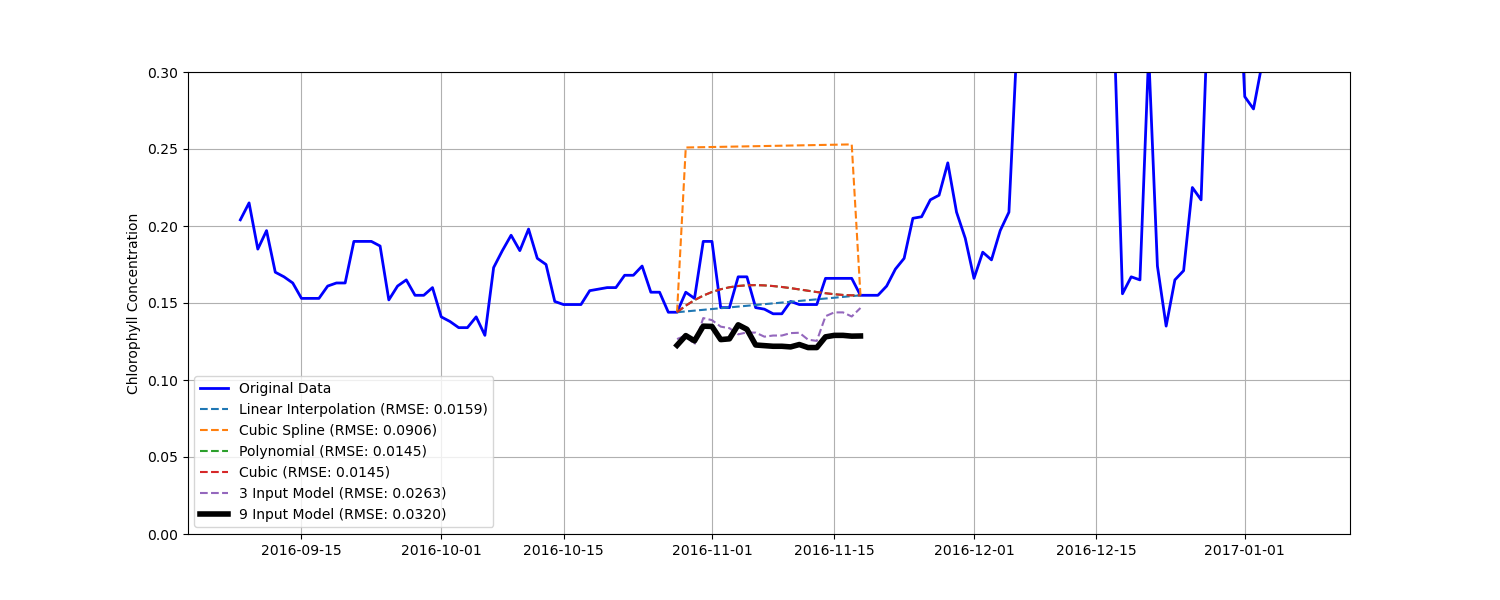 0.30
0.25
0.20
0.15
0.10
0.05
0.00
Chlorophyll Concentration
Original Data
Linear Interpolation (RMSE: 0.0159)
Cubic Spline (RMSE: 0.0906)
Polynomial (RMSE: 0.0145)
Cubic (RMSE: 0.0145)
3 Input Model (RMSE: 0.0263)
9 Input Model (RMSE: 0.0320)
2016-09-15 2016-10-01 2016-10-15 2016-11-01 2016-11-15 2016-12-01 2016-12-15 2017-01-01